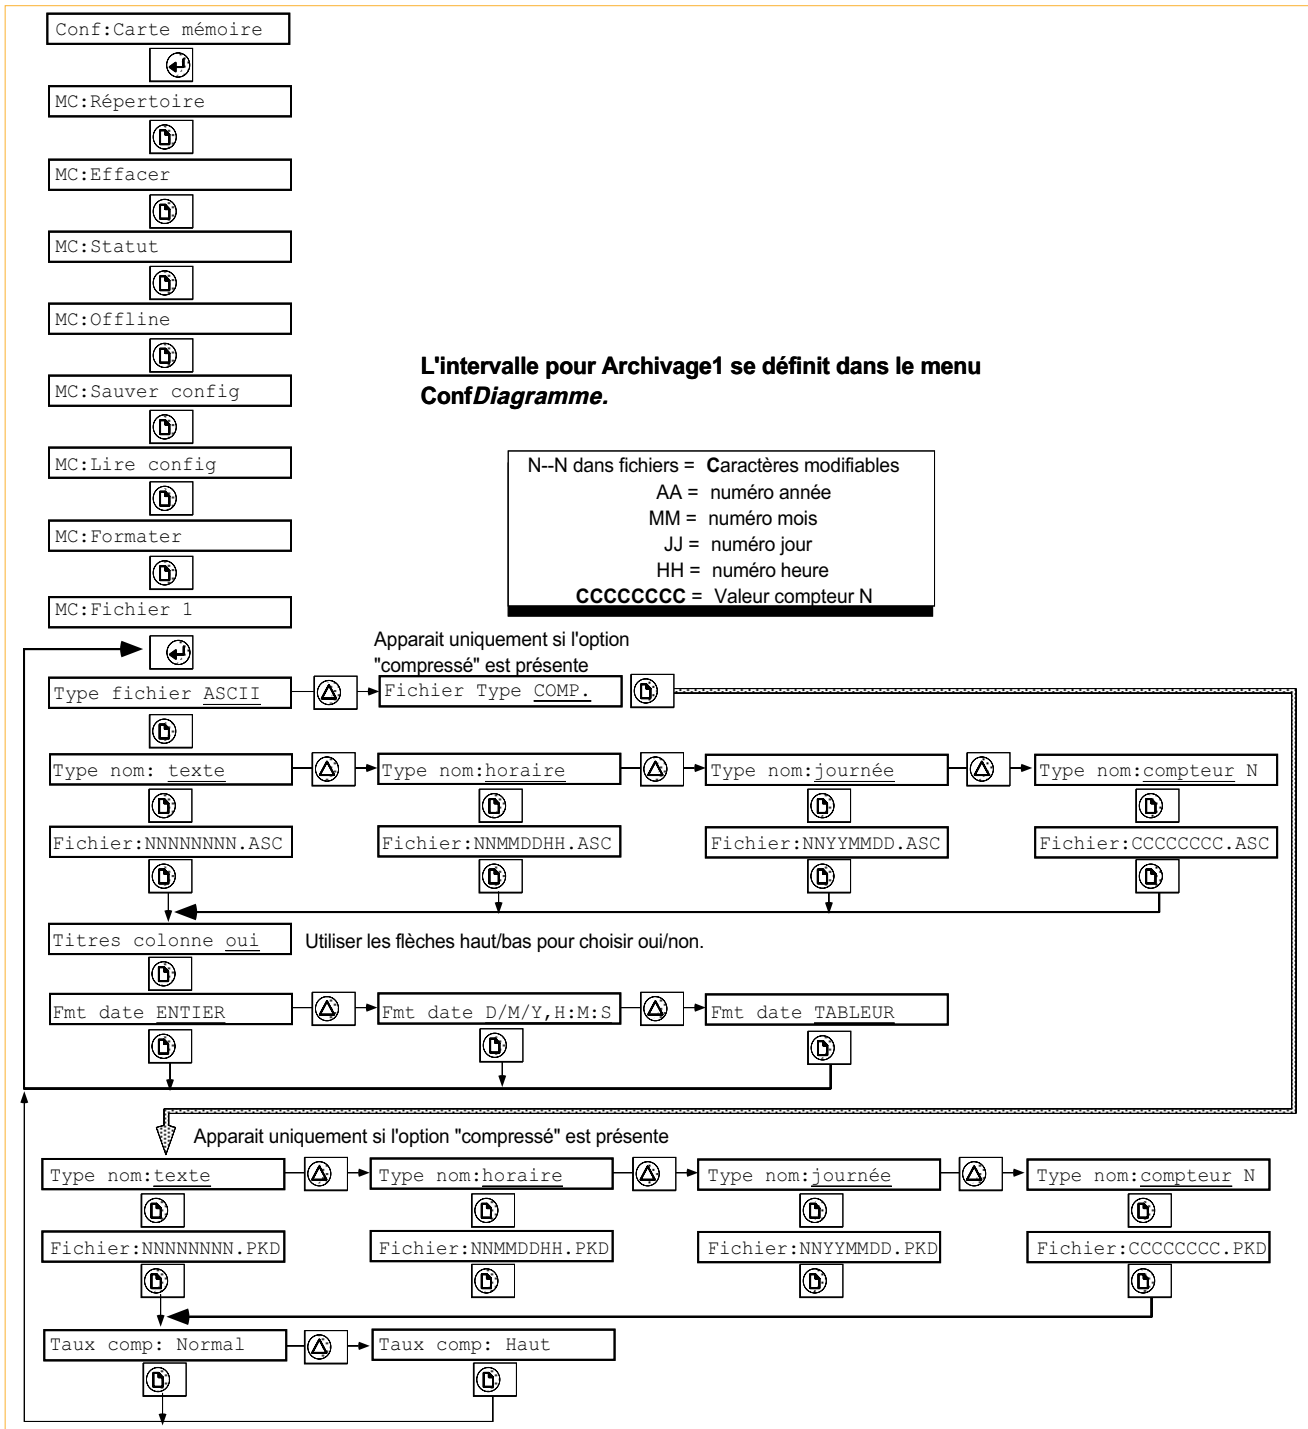 Conf:Carte mémoire
MC:Répertoire
MC:Effacer
MC:Statut
MC:Offline
MC:Sauver config
MC:Lire config
MC:Formater
MC:Fichier 1
L'intervalle pour Archivage1 se définit dans le menu
ConfDiagramme.
N--N dans fichiers = Caractères modifiables
AA = numéro année
MM = numéro mois
JJ = numéro jour
HH = numéro heure
CCCCCCCC = Valeur compteur N
Apparait uniquement si l'option
"compressé" est présente
Type fichier ASCII
Fichier Type COMP.
Type nom: texte
Type nom:horaire
Type nom:journée
Type nom:compteur N
Fichier:NNNNNNNN.ASC
Fichier:NNMMDDHH.ASC
Fichier:NNYYMMDD.ASC
Fichier:CCCCCCCC.ASC
Titres colonne oui
Utiliser les flèches haut/bas pour choisir oui/non.
Fmt date ENTIER
Fmt date D/M/Y,H:M:S
Fmt date TABLEUR
Apparait uniquement si l'option "compressé" est présente
Type nom:texte
Type nom:horaire
Type nom:journée
Type nom:compteur N
Fichier:NNNNNNNN.PKD
Fichier:NNMMDDHH.PKD
Fichier:NNYYMMDD.PKD
Fichier:CCCCCCCC.PKD
Taux comp: Normal
Taux comp: Haut